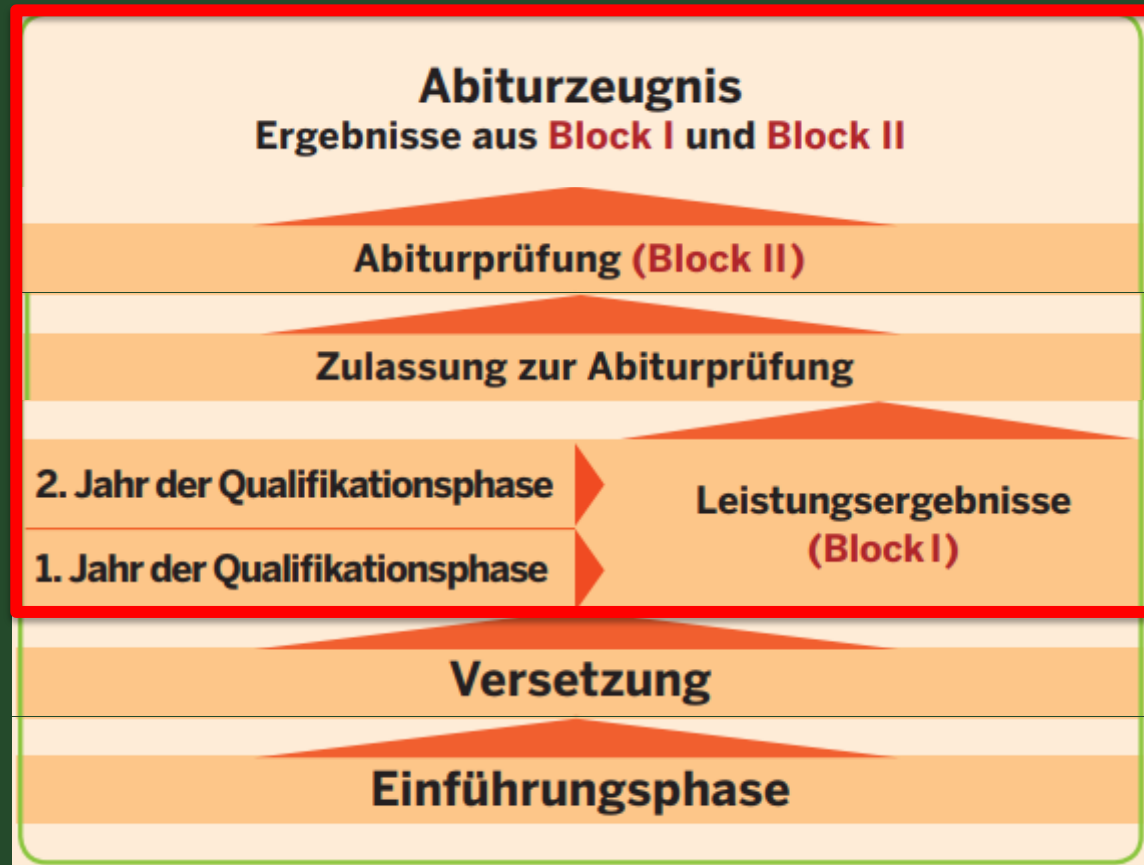 Abiturzeugnis
Ergebnisse aus Block I und Block II
Abiturprüfung (Block II)
Zulassung zur Abiturprüfung
2. Jahr der Qualifikationsphase
1. Jahr der Qualifikationsphase
Leistungsergebnisse
(Block I)
Versetzung
Einführungsphase